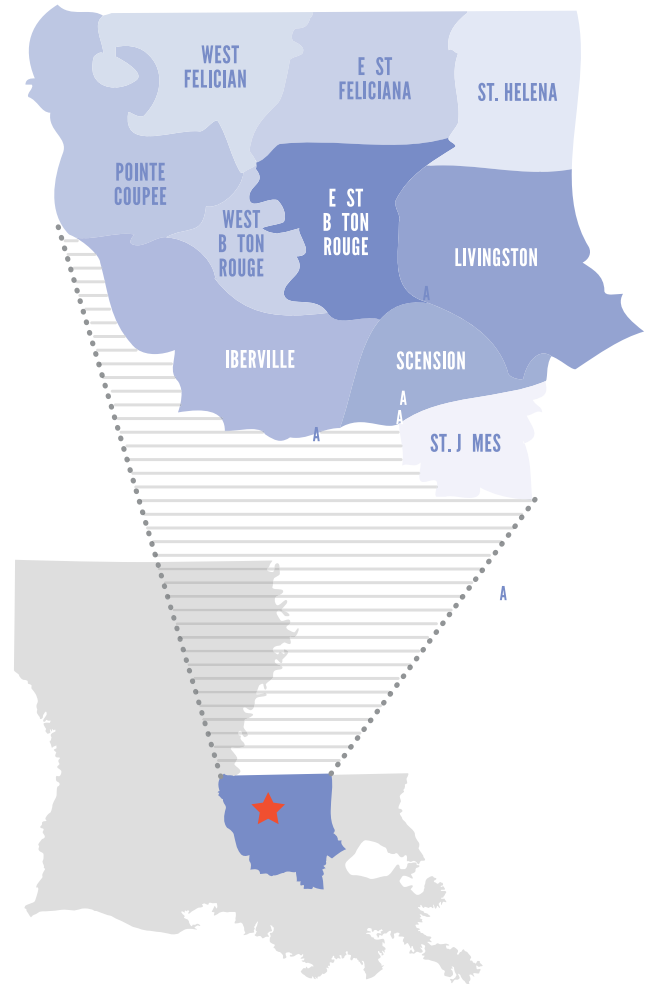 WEST
FELICIAN
E ST
FELICIANA
ST. HELENA
POINTE
COUPEE
E ST
B TON
ROUGE
WEST
B TON
ROUGE
LIVINGSTON
A
IBERVILLE
SCENSION
A
A
A
ST. J MES
A